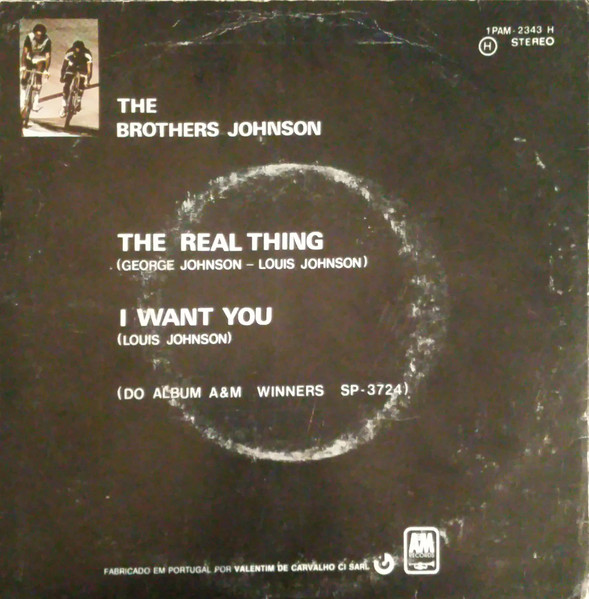 1PAM-2343 H
H STEREO
THE
BROTHERS JOHNSON
THE REAL THING
(GEORGE JOHNSON – LOUIS JOHNSON)
I WANT YOU
(LOUIS JOHNSON)
(DO ALBUM A&M WINNERS SP-3724)
A&M
RECORDS
FABRICADO EM PORTUGAL POR VALENTIM DE CARVALHO CI SARL